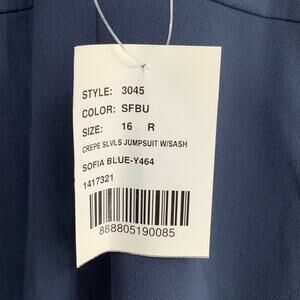 STYLE: 3045
COLOR: SFBU
SIZE: 16 R
CREPE SLVLS JUMPSUIT W/SASH
SOFIA BLUE-Y464
1417321
888805190085